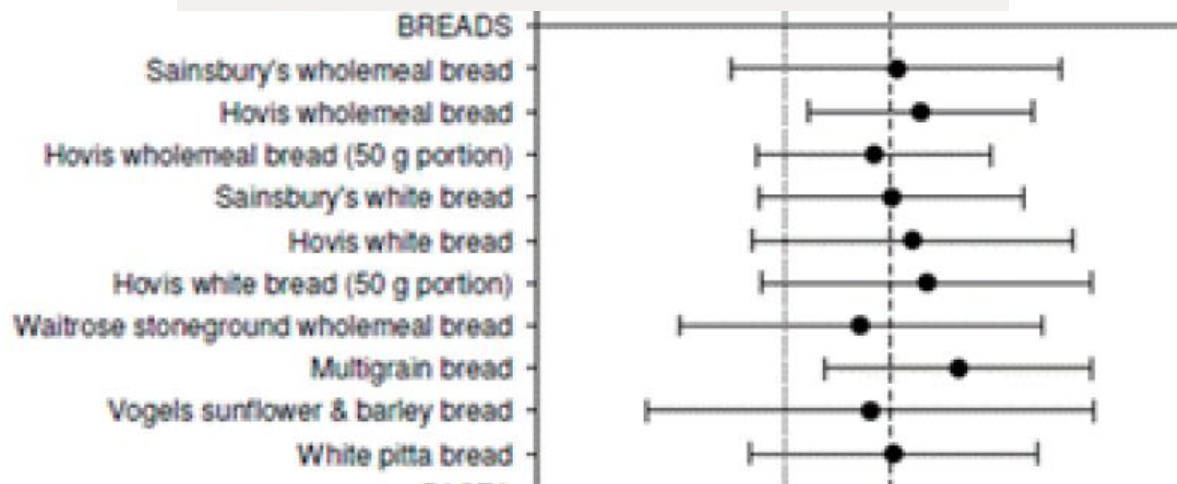 BREADS
Sainsbury's wholemeal bread
Hovis wholemeal bread
Hovis wholemeal bread (50 g portion)
Sainsbury's white bread
Hovis white bread
Hovis white bread (50 g portion)
Waitrose stoneground wholemeal bread
Multigrain bread
Vogels sunflower & barley bread
White pitta bread